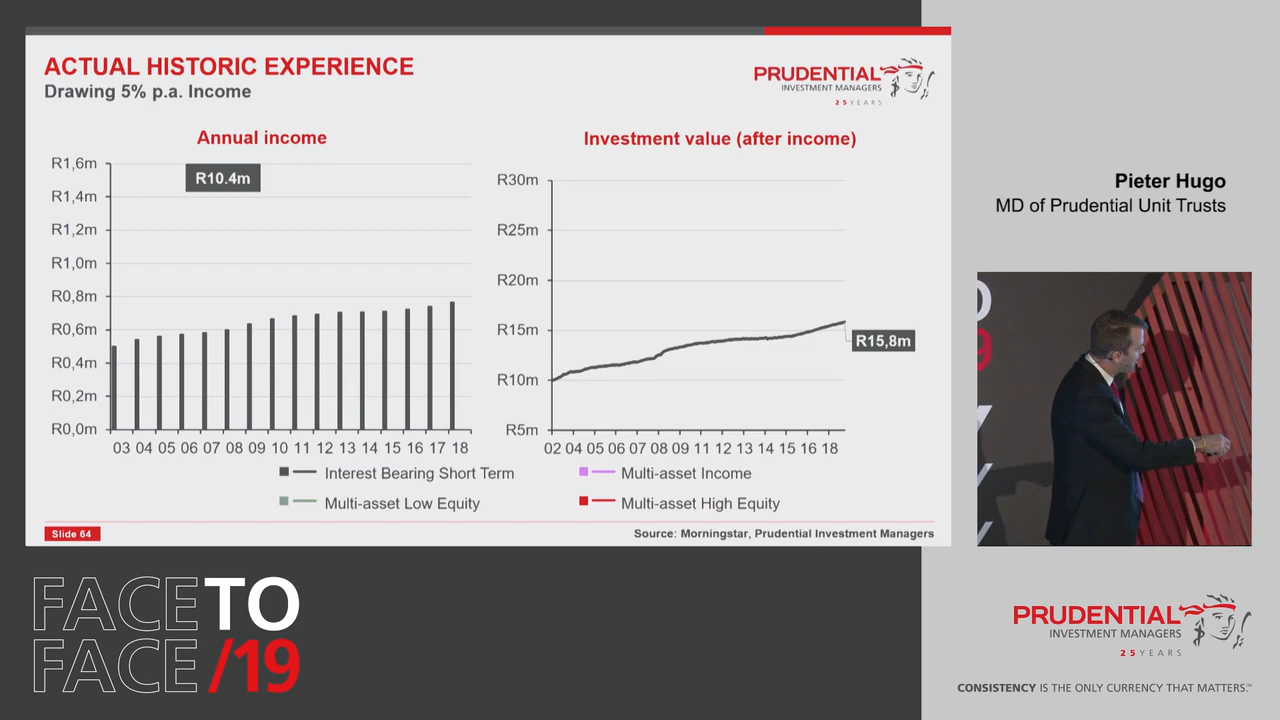 ACTUAL HISTORIC EXPERIENCE
Drawing 5% p.a. Income
PRUDENTIAL
INVESTMENT MANAGERS
25 YEARS
Annual income
R1,6m
R1,4m
R1,2m
R1,0m
R0,8m
R0,6m
R0,4m
R0,2m
R0,0m
R10.4m
03 04 05 06 07 08 09 10 11 12 13 14 15 16 17 18
Investment value (after income)
R30m
R25m
R20m
R15m
R10m
R5m
R15,8m
02 04 05 06 07 08 09 11 12 13 14 15 16 18
Interest Bearing Short Term
Multi-asset Income
Multi-asset Low Equity
Multi-asset High Equity
Slide 64
Source: Morningstar, Prudential Investment Managers
Pieter Hugo
MD of Prudential Unit Trusts
FACE TO
FACE /19
PRUDENTIAL
INVESTMENT MANAGERS
25 YEARS
CONSISTENCY IS THE ONLY CURRENCY THAT MATTERS.™